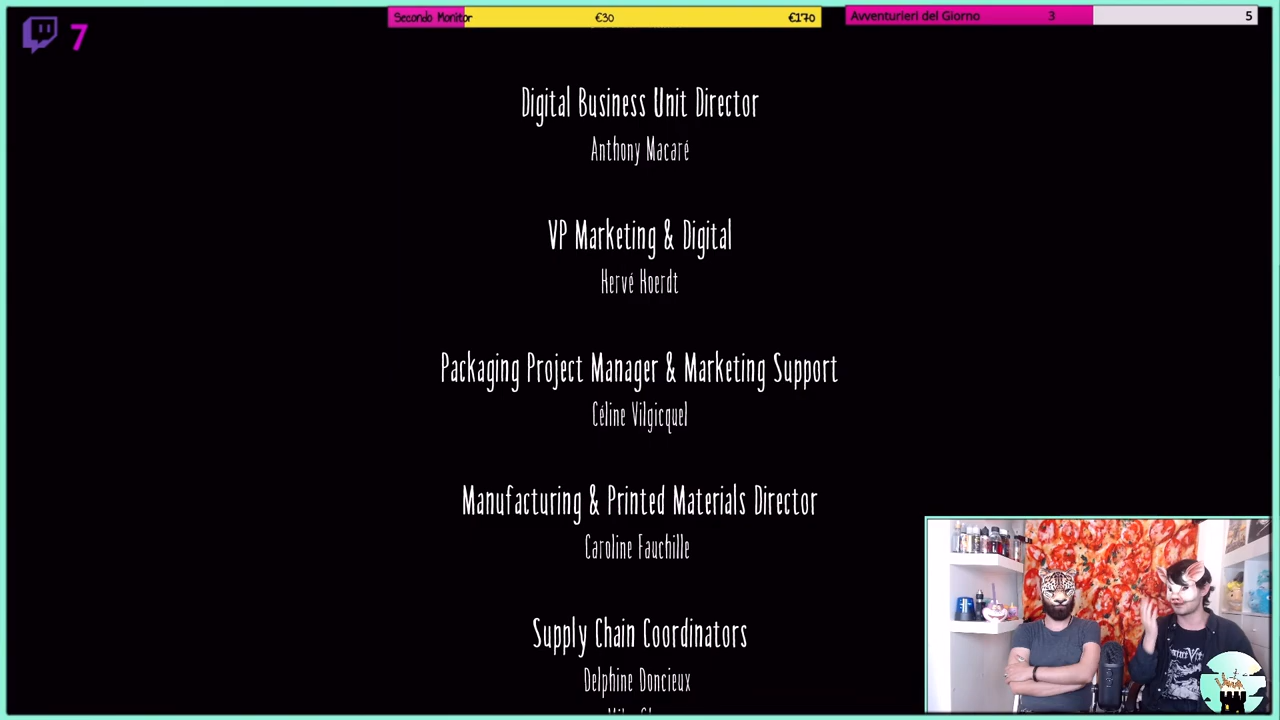 7
Secondo Monitor €30 €170
Avventurieri del Giorno 3 5
Digital Business Unit Director
Anthony Macaré
VP Marketing & Digital
Hervé Hoerdt
Packaging Project Manager & Marketing Support
Céline Vilgicquel
Manufacturing & Printed Materials Director
Caroline Fauchille
Supply Chain Coordinators
Delphine Doncieux